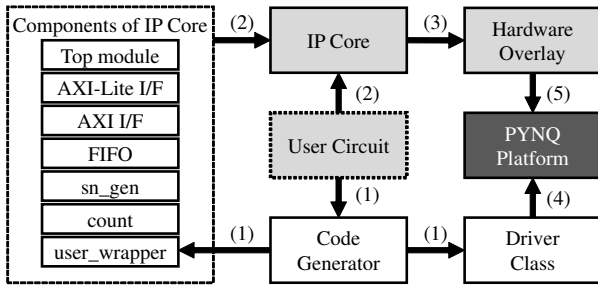 Components of IP Core
Top module
AXI-Lite I/F
AXI I/F
FIFO
sn_gen
count
user_wrapper
(2)
IP Core
(3)
Hardware
Overlay
(2)
(5)
User Circuit
PYNQ
Platform
(1)
(4)
(1)
Code
Generator
(1)
Driver
Class